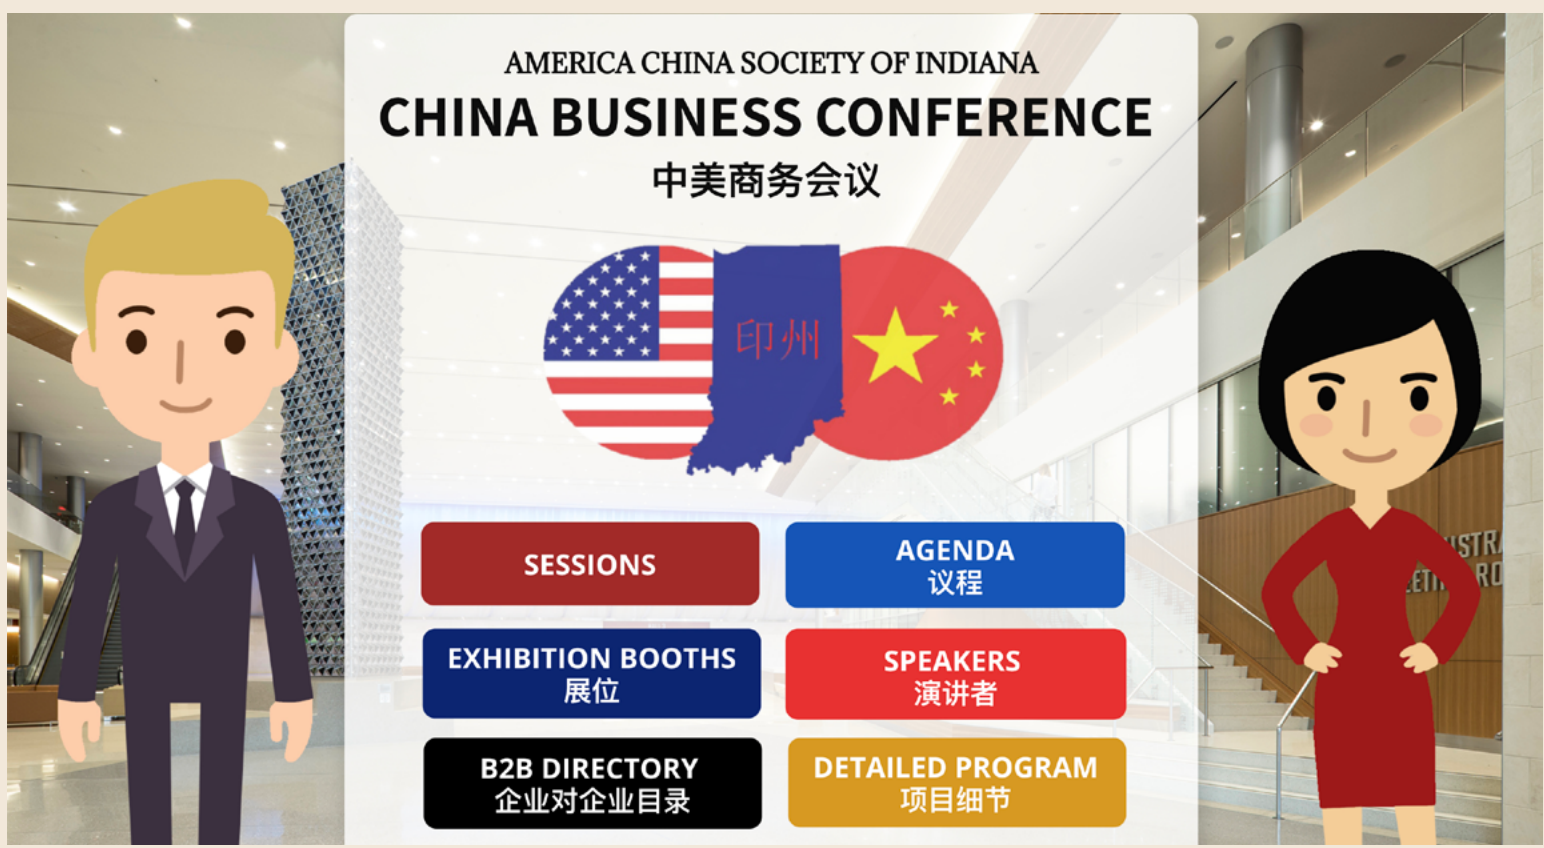 AMERICA CHINA SOCIETY OF INDIANA
CHINA BUSINESS CONFERENCE
中美商务会议
印州
SESSIONS
AGENDA
议程
EXHIBITION BOOTHS
展位
SPEAKERS
演讲者
B2B DIRECTORY
企业对企业目录
DETAILED PROGRAM
项目细节